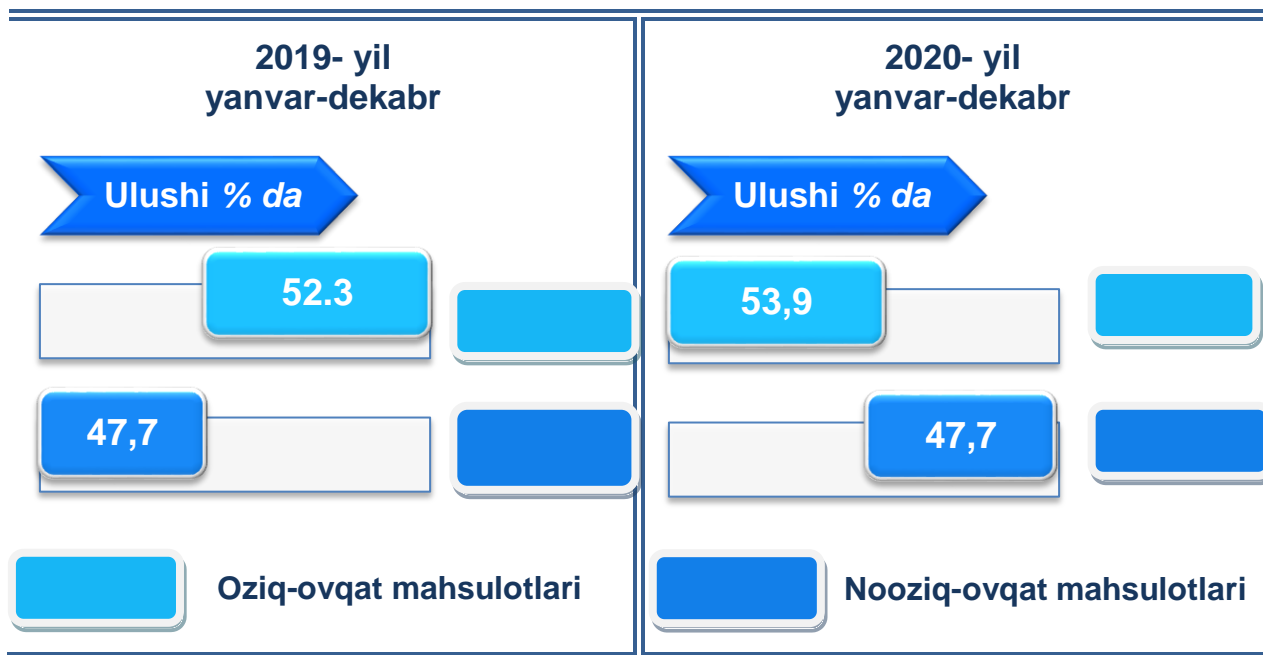 2019- yil
yanvar-dekabr
Ulushi % da
52.3
47,7
2020- yil
yanvar-dekabr
Ulushi % da
53,9
47,7
Oziq-ovqat mahsulotlari
Nooziq-ovqat mahsulotlari